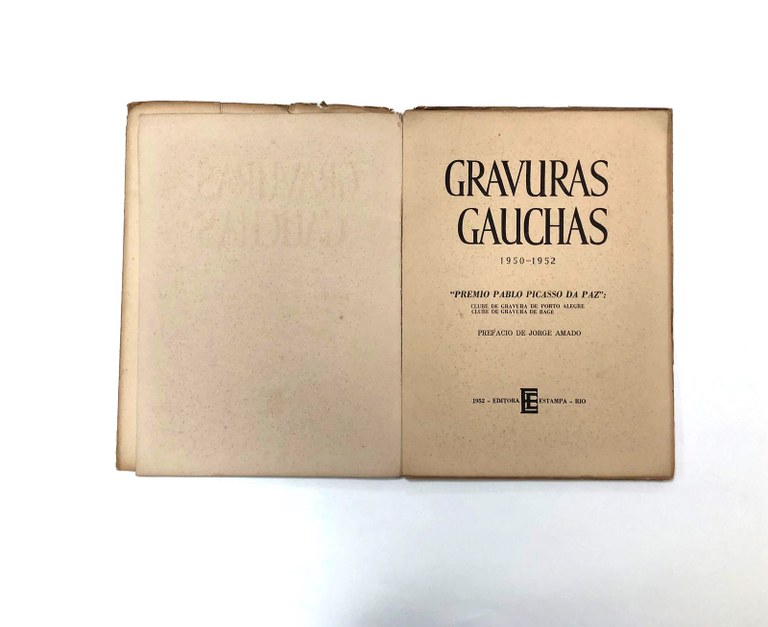 GRAVURAS
GAUCHAS
1950-1952
"PREMIO PABLO PICASSO DA PAZ":
CLUBE DE GRAVURA DE PORTO ALEGRE
CLUBE DE GRAVURA DE BAGE
PREFACIO DE JORGE AMADO
1952 - EDITORA EE ESTAMPA - RIO